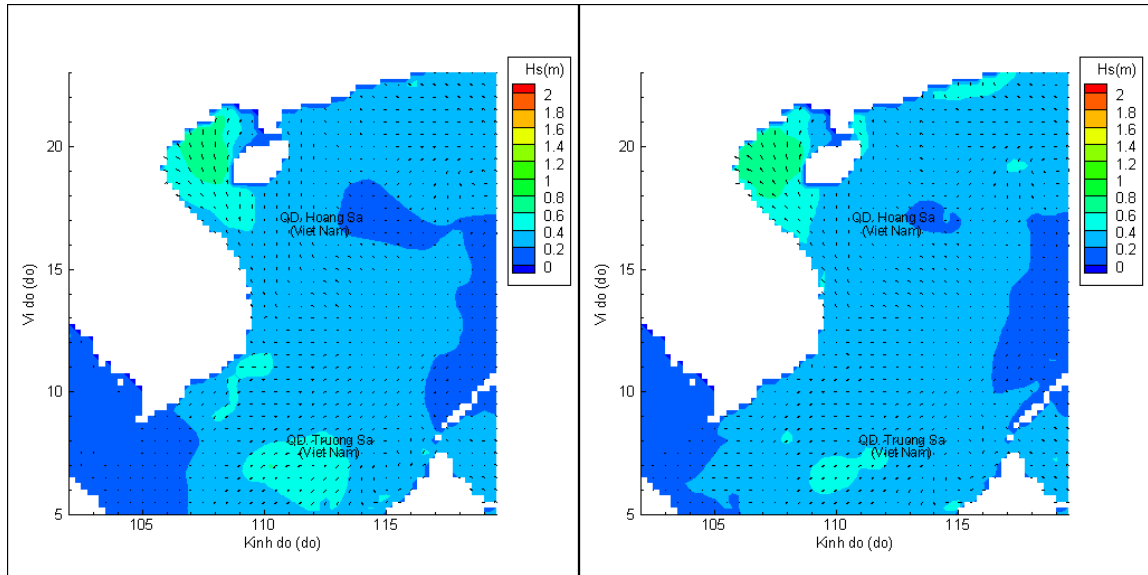 Hs(m)
2
1.8
1.6
1.4
1.2
1
0.8
0.6
0.4
0.2
0
20
15
10
5
Vi do (do)
QD. Hoang Sa
(Viet Nam)
QD. Truong Sa
(Viet Nam)
105
110
115
Kinh do (do)
Hs(m)
2
1.8
1.6
1.4
1.2
1
0.8
0.6
0.4
0.2
0
20
15
10
5
Vi do (do)
QD. Hoang Sa
(Viet Nam)
QD. Truong Sa
(Viet Nam)
105
110
115
Kinh do (do)